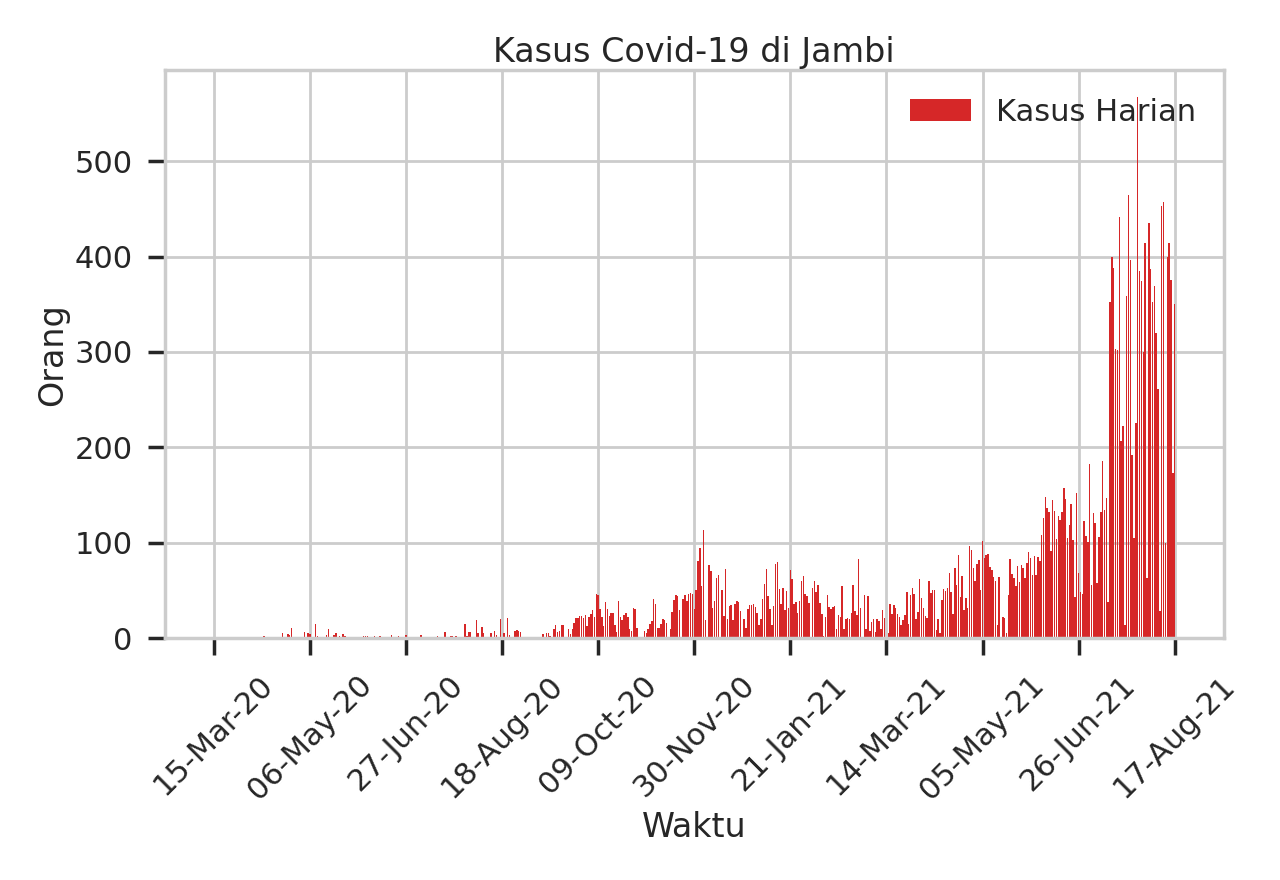 Kasus Covid-19 di Jambi
Kasus Harian
Orang
500
400
300
200
100
0
15-Mar-20
06-May-20
27-Jun-20
18-Aug-20
09-Oct-20
30-Nov-20
21-Jan-21
14-Mar-21
05-May-21
26-Jun-21
17-Aug-21
Waktu